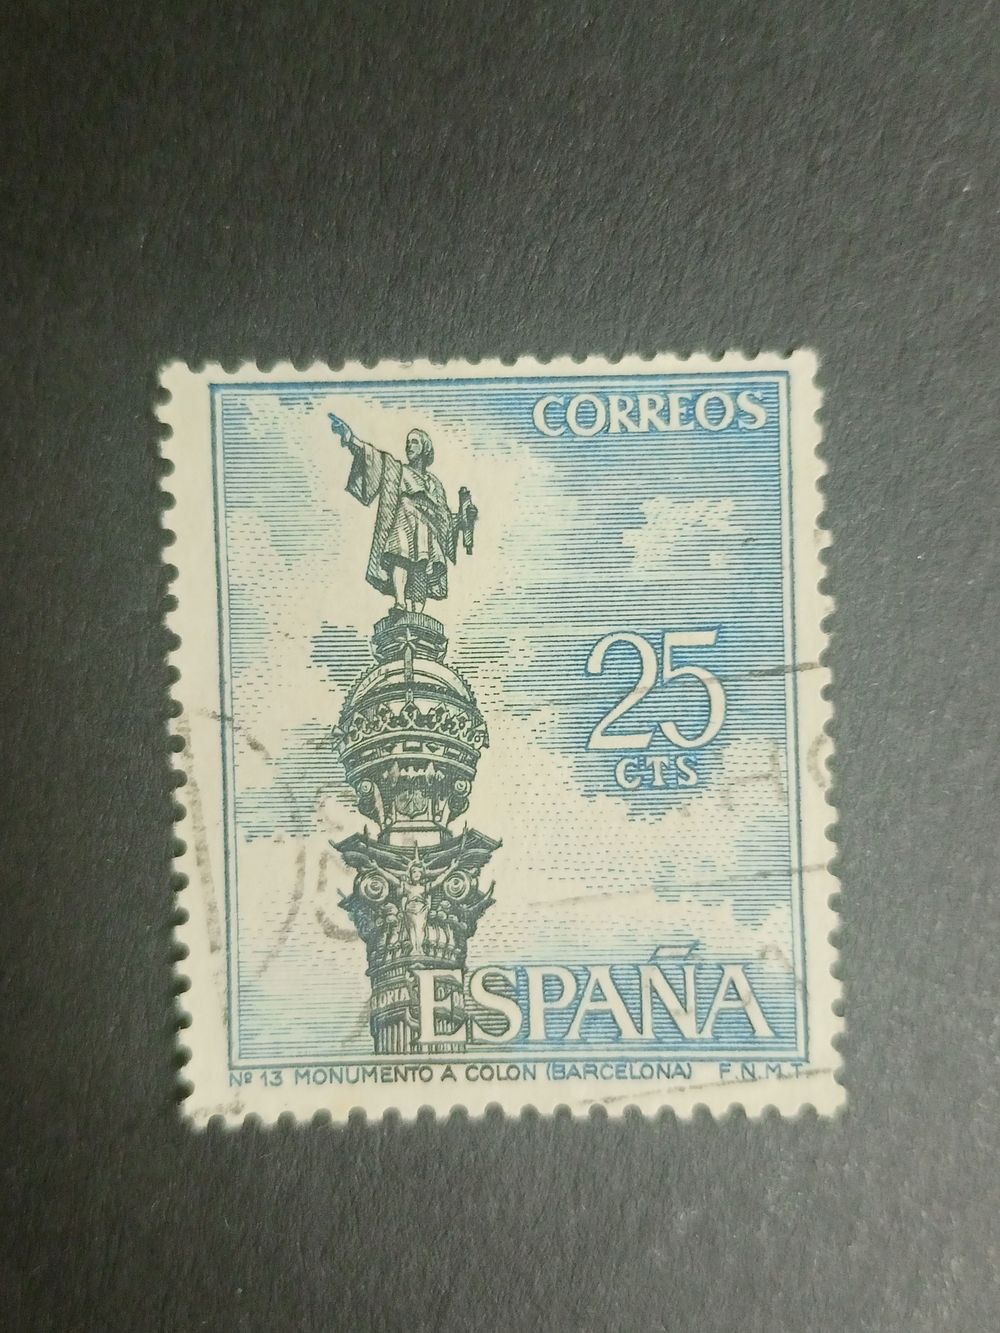 CORREOS
25
CTS
ESPAÑA
Nº 13 MONUMENTO A COLON (BARCELONA) F.N.M.T.